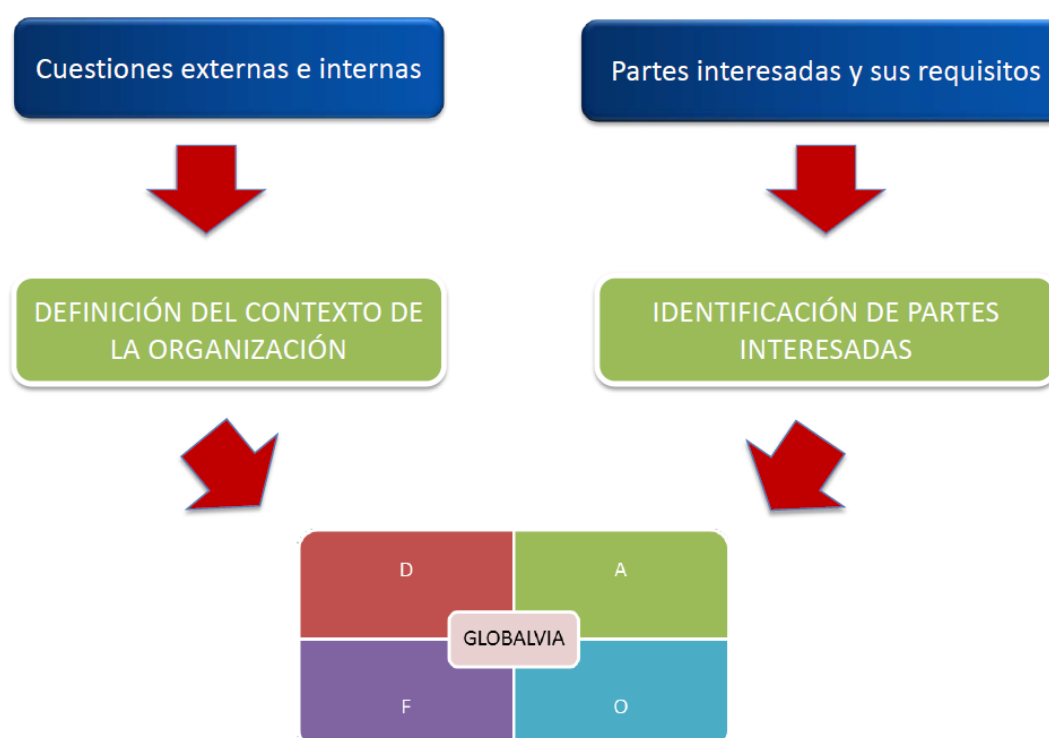 Cuestiones externas e internas
Partes interesadas y sus requisitos
DEFINICIÓN DEL CONTEXTO DE
LA ORGANIZACIÓN
IDENTIFICACIÓN DE PARTES
INTERESADAS
D
A
GLOBALVIA
F
O